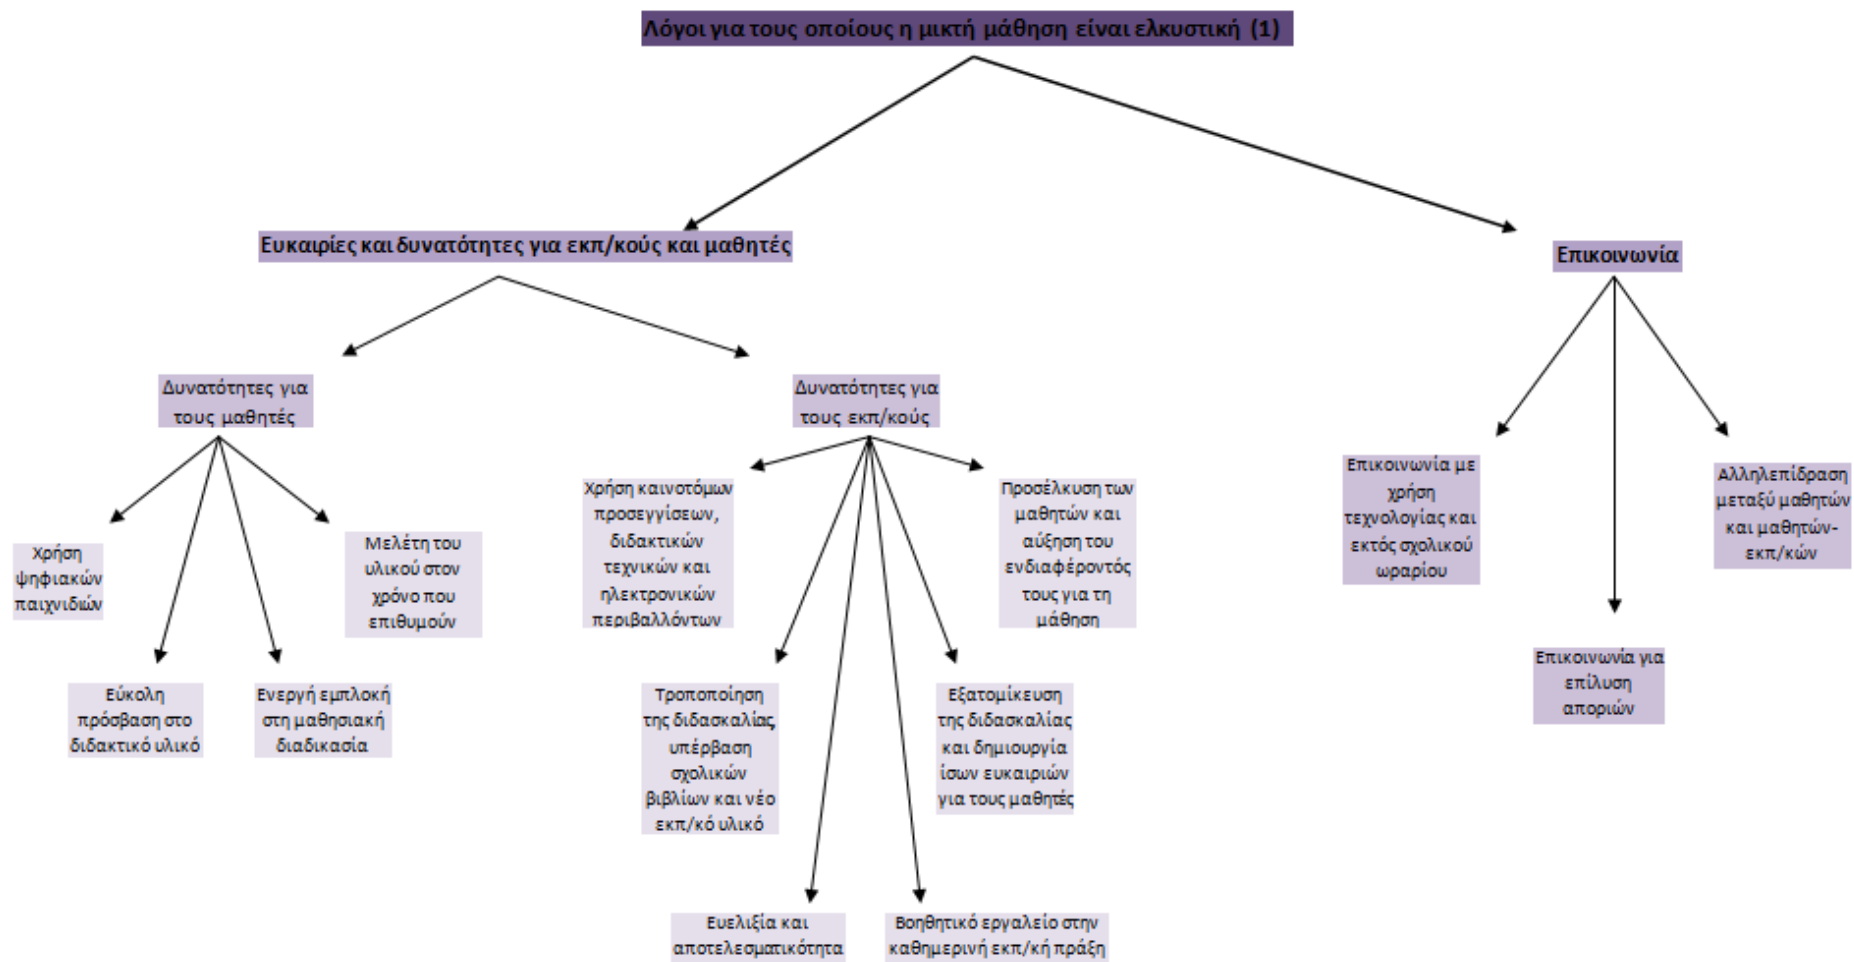 Λόγοι για τους οποίους η μικτή μάθηση είναι ελκυστική (1)
Ευκαιρίες και δυνατότητες για εκπ/κούς και μαθητές
Επικοινωνία
Δυνατότητες για
τους μαθητές
Δυνατότητες για
τους εκπ/κούς
Χρήση
ψηφιακών
παιχνιδιών
Εύκολη
πρόσβαση στο
διδακτικό υλικό
Ενεργή εμπλοκή
στη μαθησιακή
διαδικασία
Μελέτη του
υλικού στον
χρόνο που
επιθυμούν
Χρήση καινοτόμων
προσεγγίσεων,
διδακτικών
τεχνικών και
ηλεκτρονικών
περιβαλλόντων
Τροποποίηση
της διδασκαλίας,
υπέρβαση
σχολικών
βιβλίων και νέο
εκπ/κό υλικό
Ευελιξία και
αποτελεσματικότητα
Βοηθητικό εργαλείο στην
καθημερινή εκπ/κή πράξη
Εξατομίκευση
της διδασκαλίας
και δημιουργία
ίσων ευκαιριών
για τους μαθητές
Προσέλκυση των
μαθητών και
αύξηση του
ενδιαφέροντός
τους για τη
μάθηση
Επικοινωνία με
χρήση
τεχνολογίας και
εκτός σχολικού
ωραρίου
Επικοινωνία για
επίλυση
αποριών
Αλληλεπίδραση
μεταξύ μαθητών
και μαθητών-
εκπ/κών